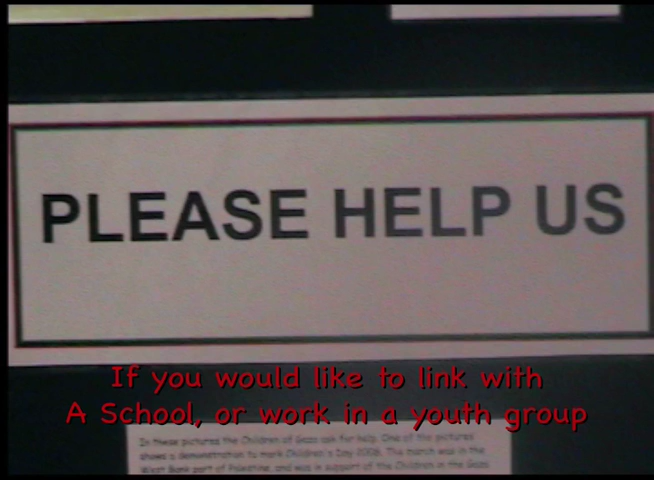 PLEASE HELP US
If you would like to link with
A School, or work in a youth group
In these pictures the Children of Gaza ask for help. One of the pictures
shows a demonstration to mark Children's Day 2008. This march was in the
West Bank part of Palestine, and was in support of the Children in the Gaza